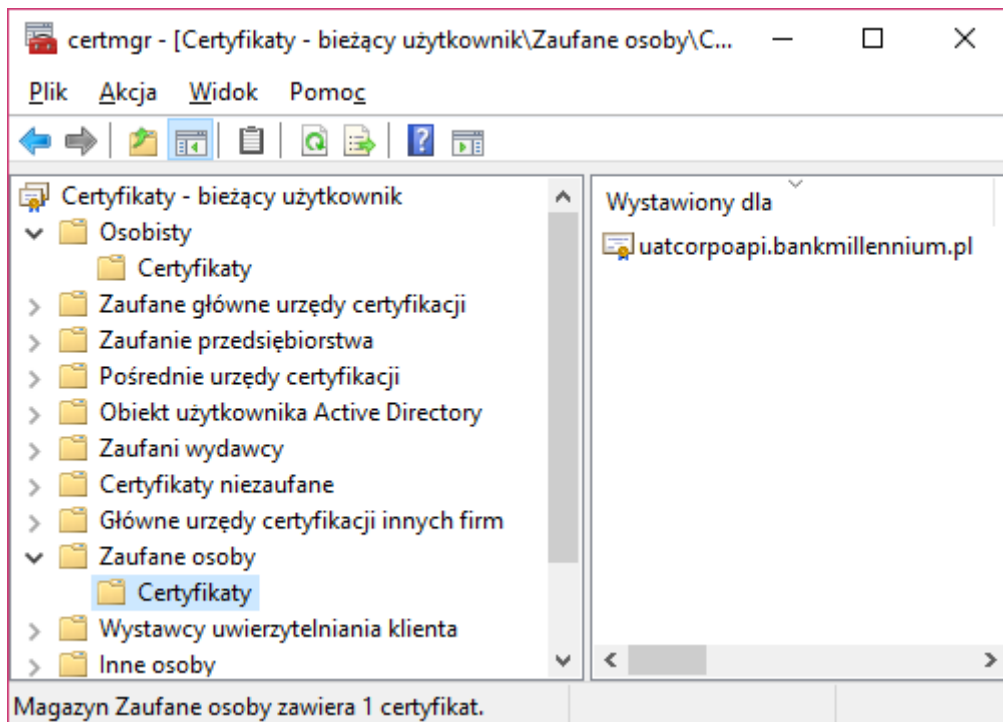 certmgr - [Certyfikaty - bieżący użytkownik\Zaufane osoby\C...
Plik Akcja Widok Pomoc
Certyfikaty - bieżący użytkownik
Osobisty
Certyfikaty
Zaufane główne urzędy certyfikacji
Zaufanie przedsiębiorstwa
Pośrednie urzędy certyfikacji
Obiekt użytkownika Active Directory
Zaufani wydawcy
Certyfikaty niezaufane
Główne urzędy certyfikacji innych firm
Zaufane osoby
Certyfikaty
Wystawcy uwierzytelniania klienta
Inne osoby
Wystawiony dla
uatcorpoapi.bankmillennium.pl
Magazyn Zaufane osoby zawiera 1 certyfikat.